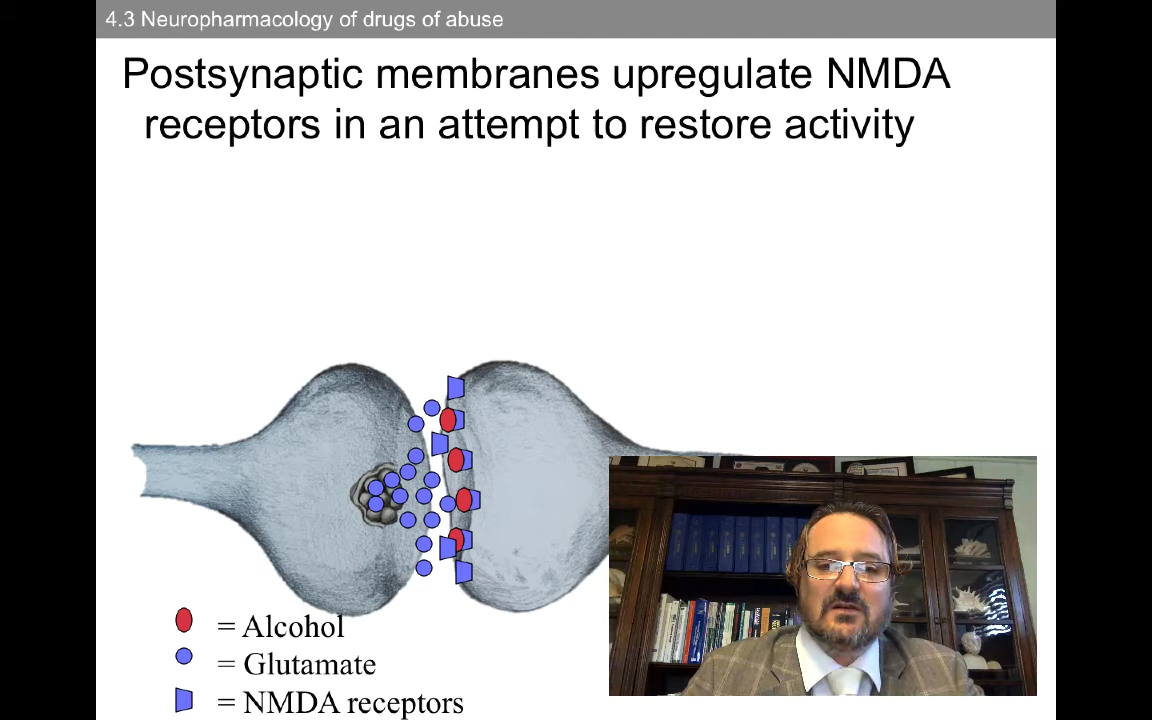 4.3 Neuropharmacology of drugs of abuse
Postsynaptic membranes upregulate NMDA
receptors in an attempt to restore activity
= Alcohol
= Glutamate
= NMDA receptors